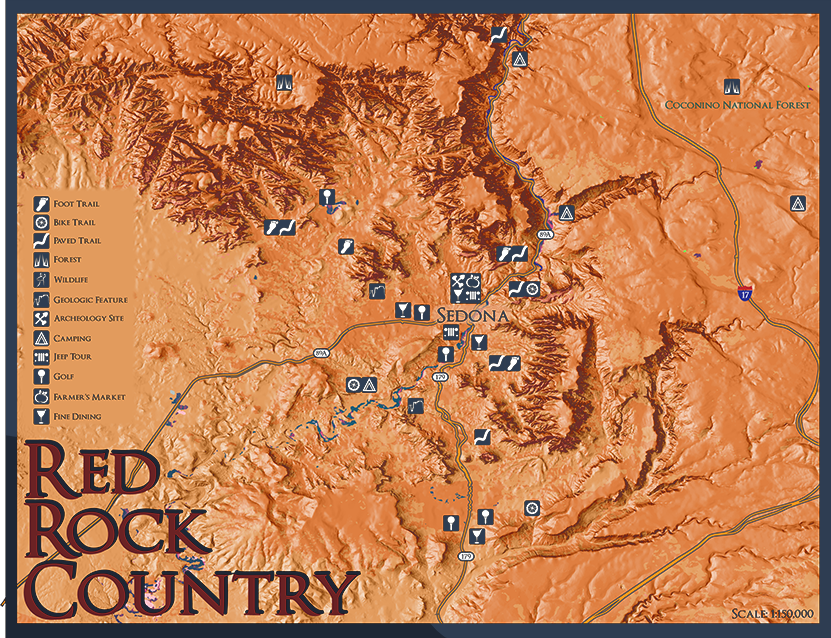 COCONINO NATIONAL FOREST
FOOT TRAIL
BIKE TRAIL
PAVED TRAIL
FOREST
WILDLIFE
GEOLOGIC FEATURE
ARCHEOLOGY SITE
CAMPING
JEEP TOUR
GOLF
FARMER'S MARKET
FINE DINING
89A
17
SEDONA
89A
179
179
RED
ROCK
COUNTRY
SCALE 1:150,000